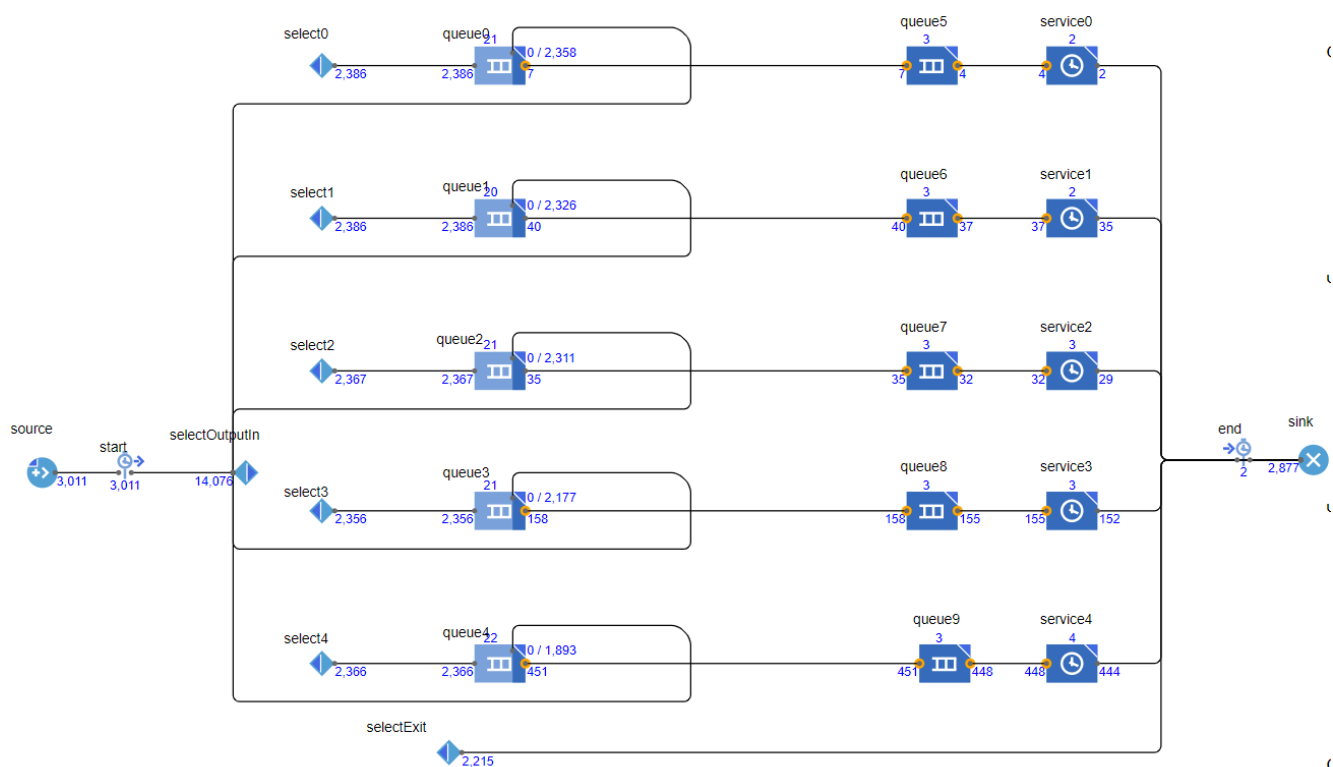 select0
queue0
21
0 / 2,358
2,386
2,386
7
queue5
3
7
4
service0
2
4
2
select1
queue1
20
0 / 2,326
2,386
2,386
40
queue6
3
40
37
service1
2
37
35
select2
queue2
21
0 / 2,311
2,367
2,367
35
queue7
3
35
32
service2
3
32
29
source
3,011
start
3,011
selectOutputIn
14,076
select3
queue3
21
0 / 2,177
2,356
2,356
158
queue8
3
158
155
service3
3
155
152
end
2
sink
2,877
select4
queue4
22
0 / 1,893
2,366
2,366
451
queue9
3
451
448
service4
4
448
444
selectExit
2,215